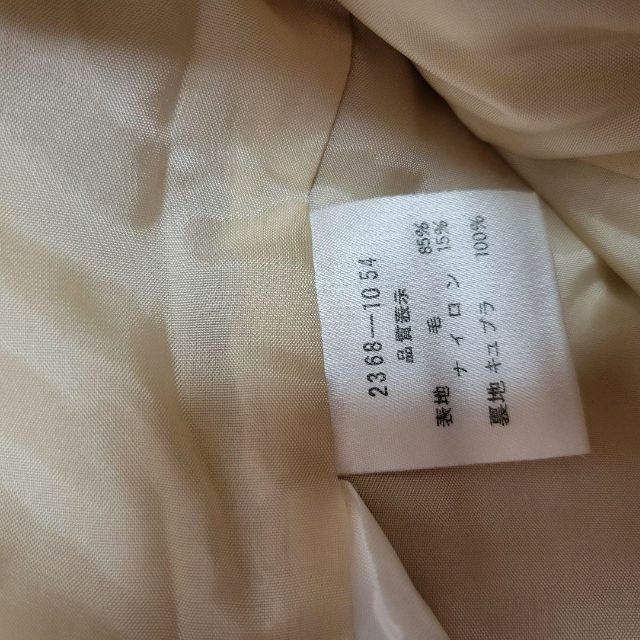 2368-1054
品質表示
表地 毛 85%
ナイロン 15%
裏地 キュプラ 100%